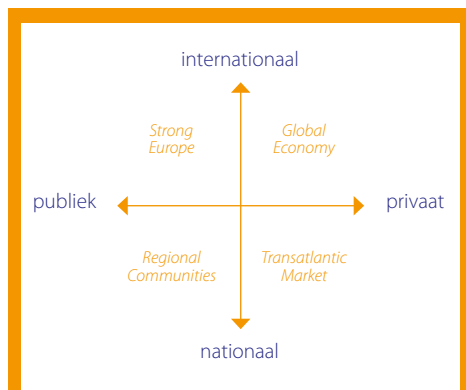 internationaal
Strong
Europe
Global
Economy
publiek
privaat
Regional
Communities
Transatlantic
Market
nationaal